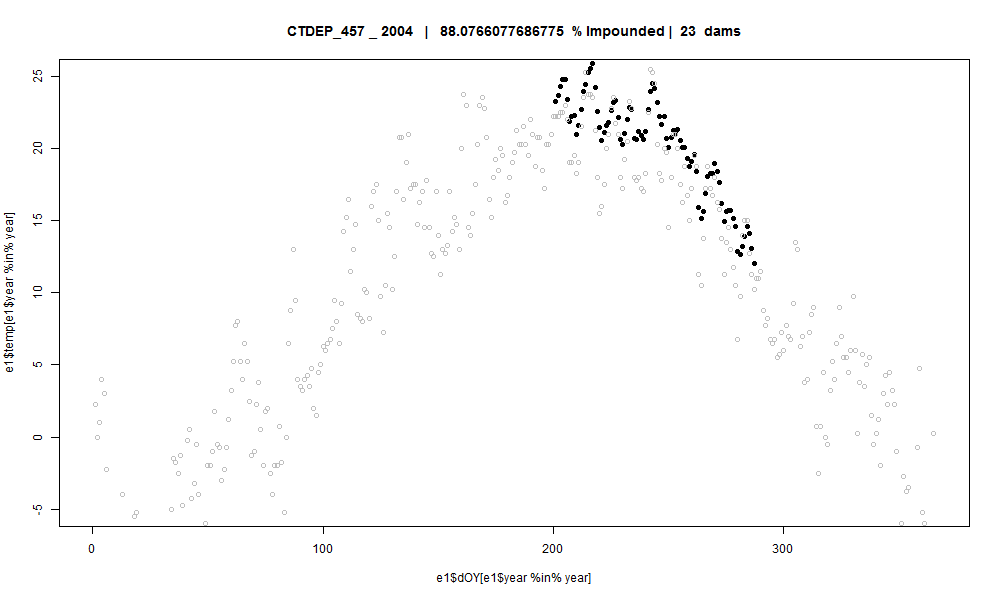 CTDEP_457 _ 2004 | 88.0766077686775 % Impounded | 23 dams
e1$temp[e1$year %in% year]
25
20
15
10
5
0
-5
0 100 200 300
e1$dOY[e1$year %in% year]